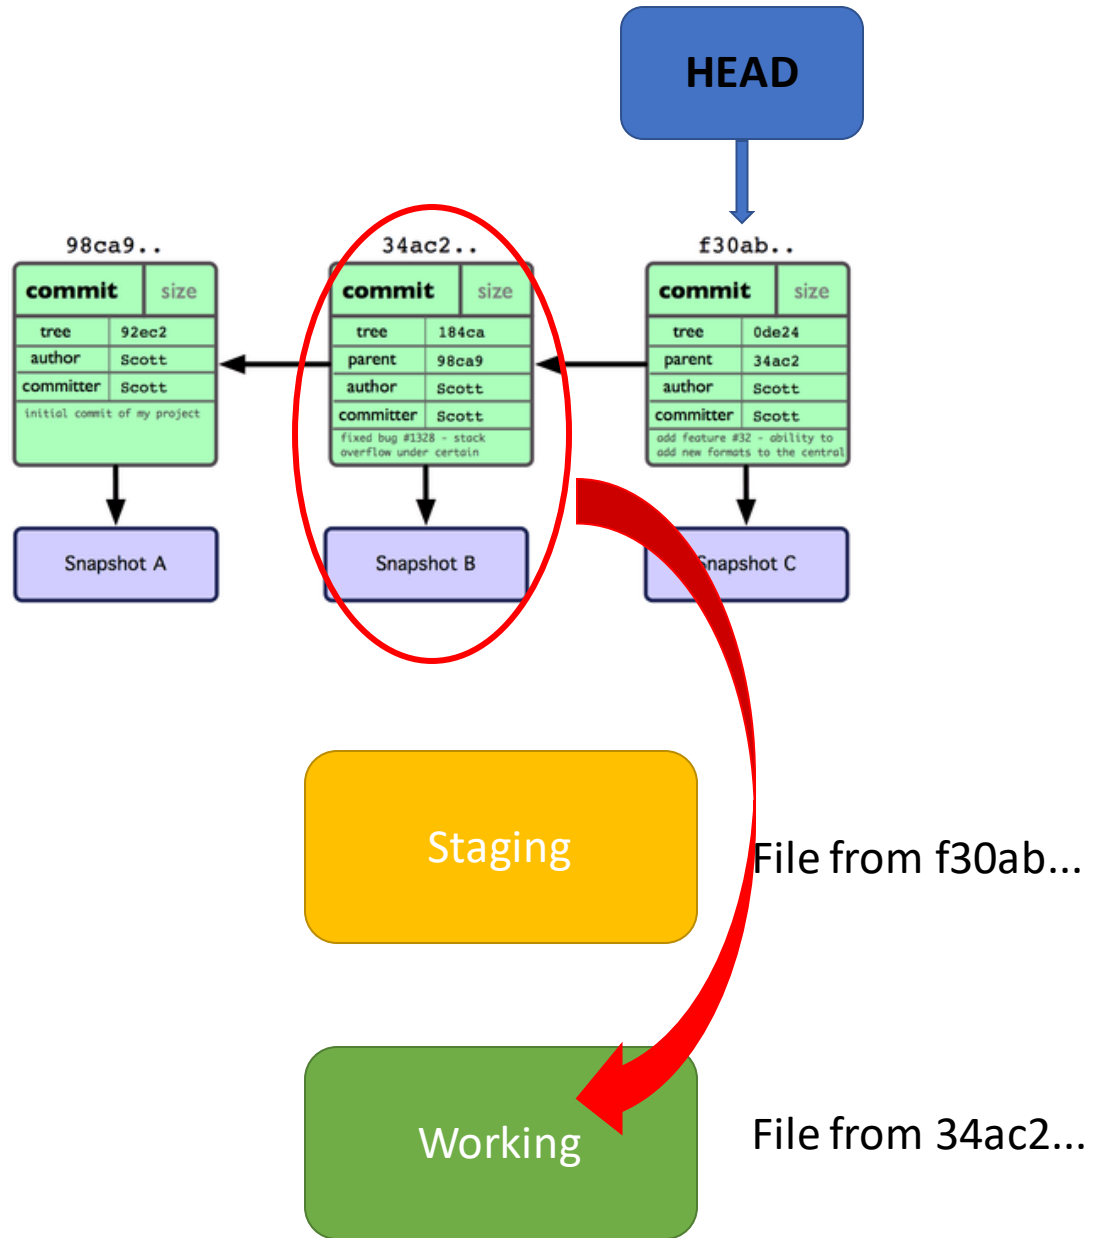 HEAD
98ca9..
34ac2..
f30ab..
commit size
commit size
commit size
tree 92ec2
author Scott
committer Scott
initial commit of my project
tree 184ca
parent 98ca9
author Scott
committer Scott
fixed bug #1328 - stack
overflow under certain
tree 0de24
parent 34ac2
author Scott
committer Scott
add feature #32 - ability to
add new formats to the central
Snapshot A
Snapshot B
Snapshot C
Staging
File from f30ab...
Working
File from 34ac2...